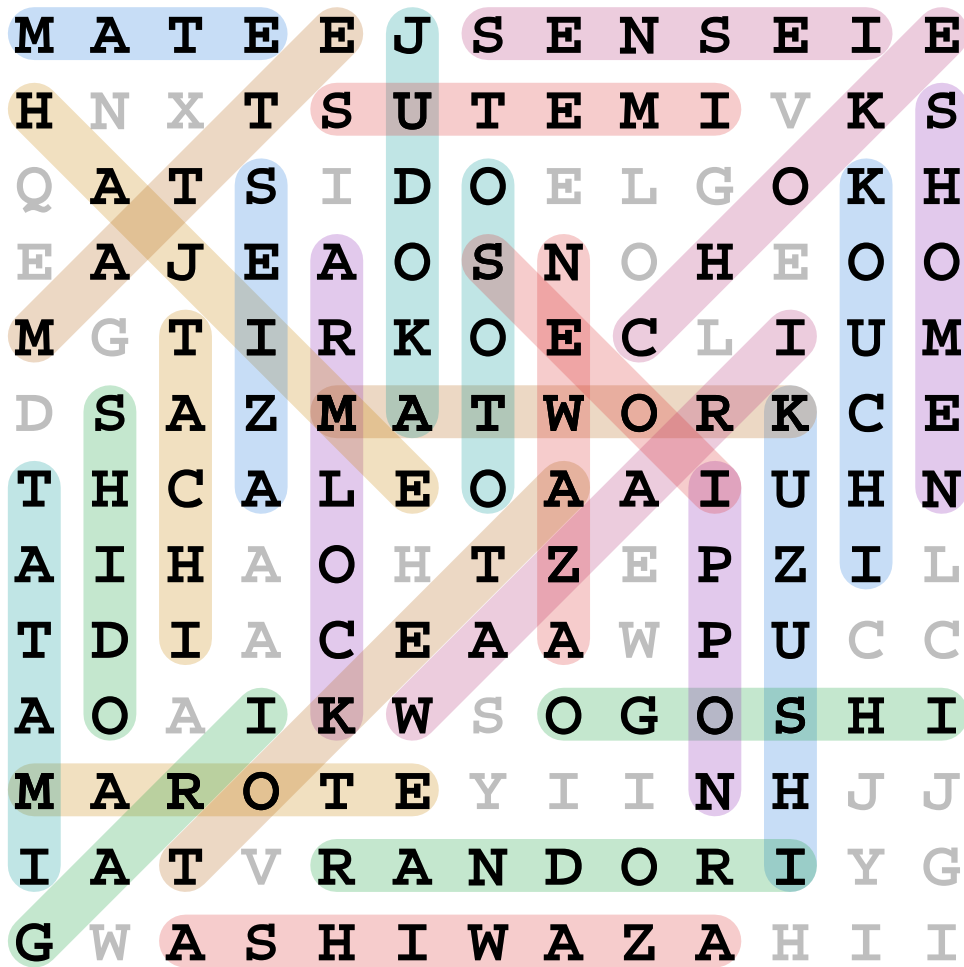 M A T E E J S E N S E I E
H N X T S U T E M I V K S
Q A T S I D O E L G O K H
E A J E A O S N O H E O O
M G T I R K O E C L I U M
D S A Z M A T W O R K C E
T H C A L E O A A I U H N
A I H A O H T Z E P Z I L
T D I A C E A A W P U C C
A O A I K W S O G O S H I
M A R O T E Y I I N H J J
I A T V R A N D O R I Y G
G W A S H I W A Z A H I I